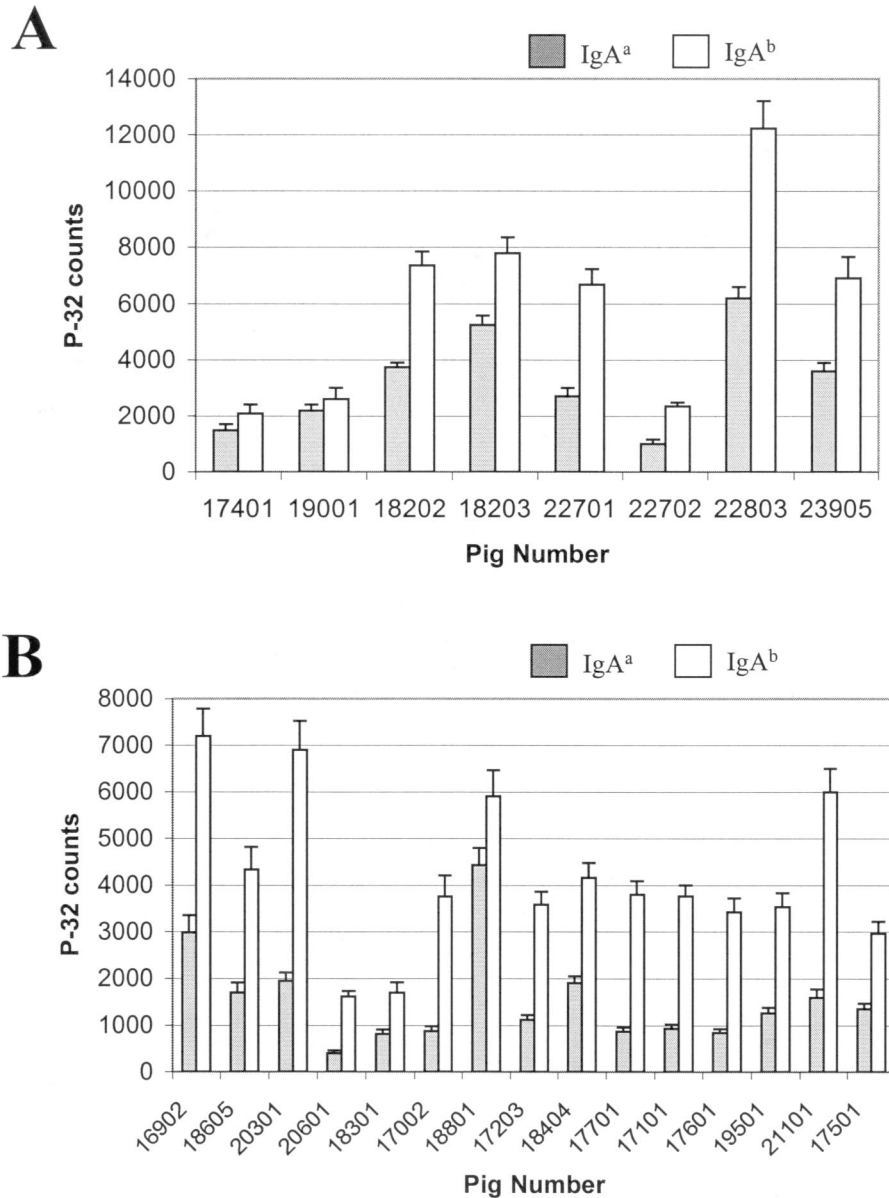 A
IgAᵃ IgAᵇ
14000
12000
10000
8000
6000
4000
2000
0
P-32 counts
17401 19001 18202 18203 22701 22702 22803 23905
Pig Number
B
IgAᵃ IgAᵇ
8000
7000
6000
5000
4000
3000
2000
1000
0
P-32 counts
16902 18605 20301 20601 18301 17002 18801 17203 18404 17701 17101 17601 19501 21101 17501
Pig Number